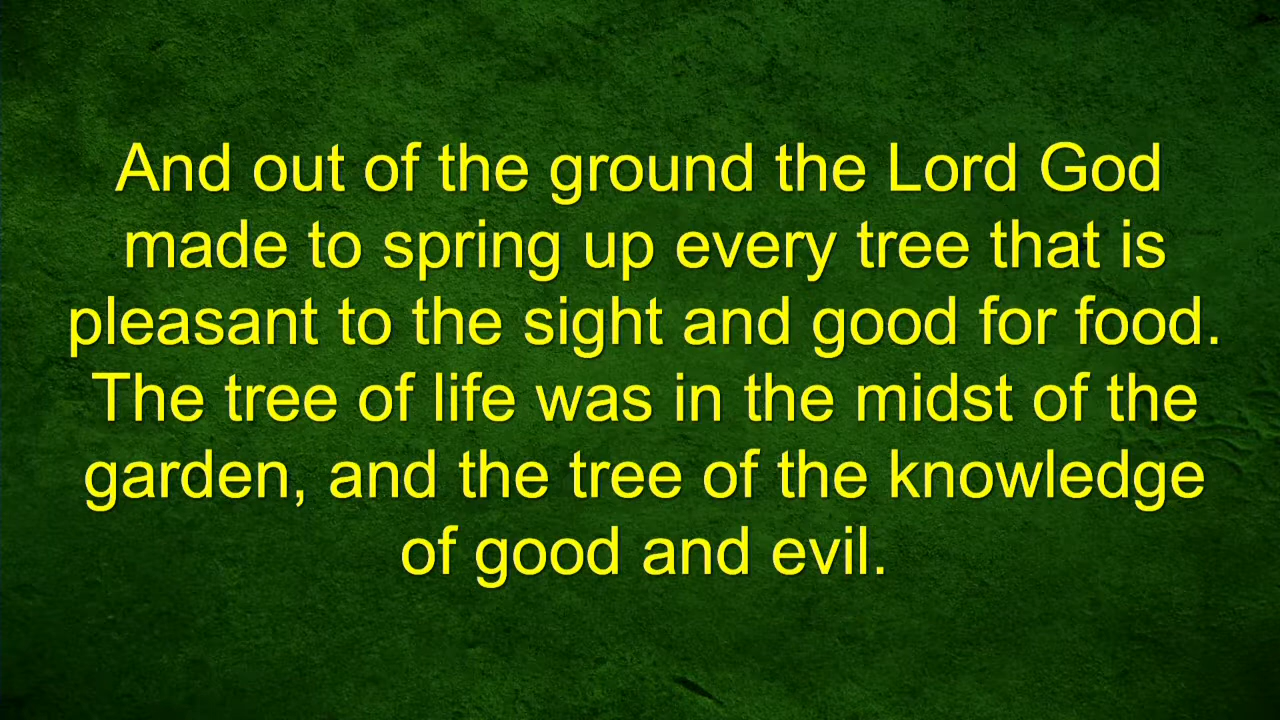 And out of the ground the Lord God
made to spring up every tree that is
pleasant to the sight and good for food.
The tree of life was in the midst of the
garden, and the tree of the knowledge
of good and evil.